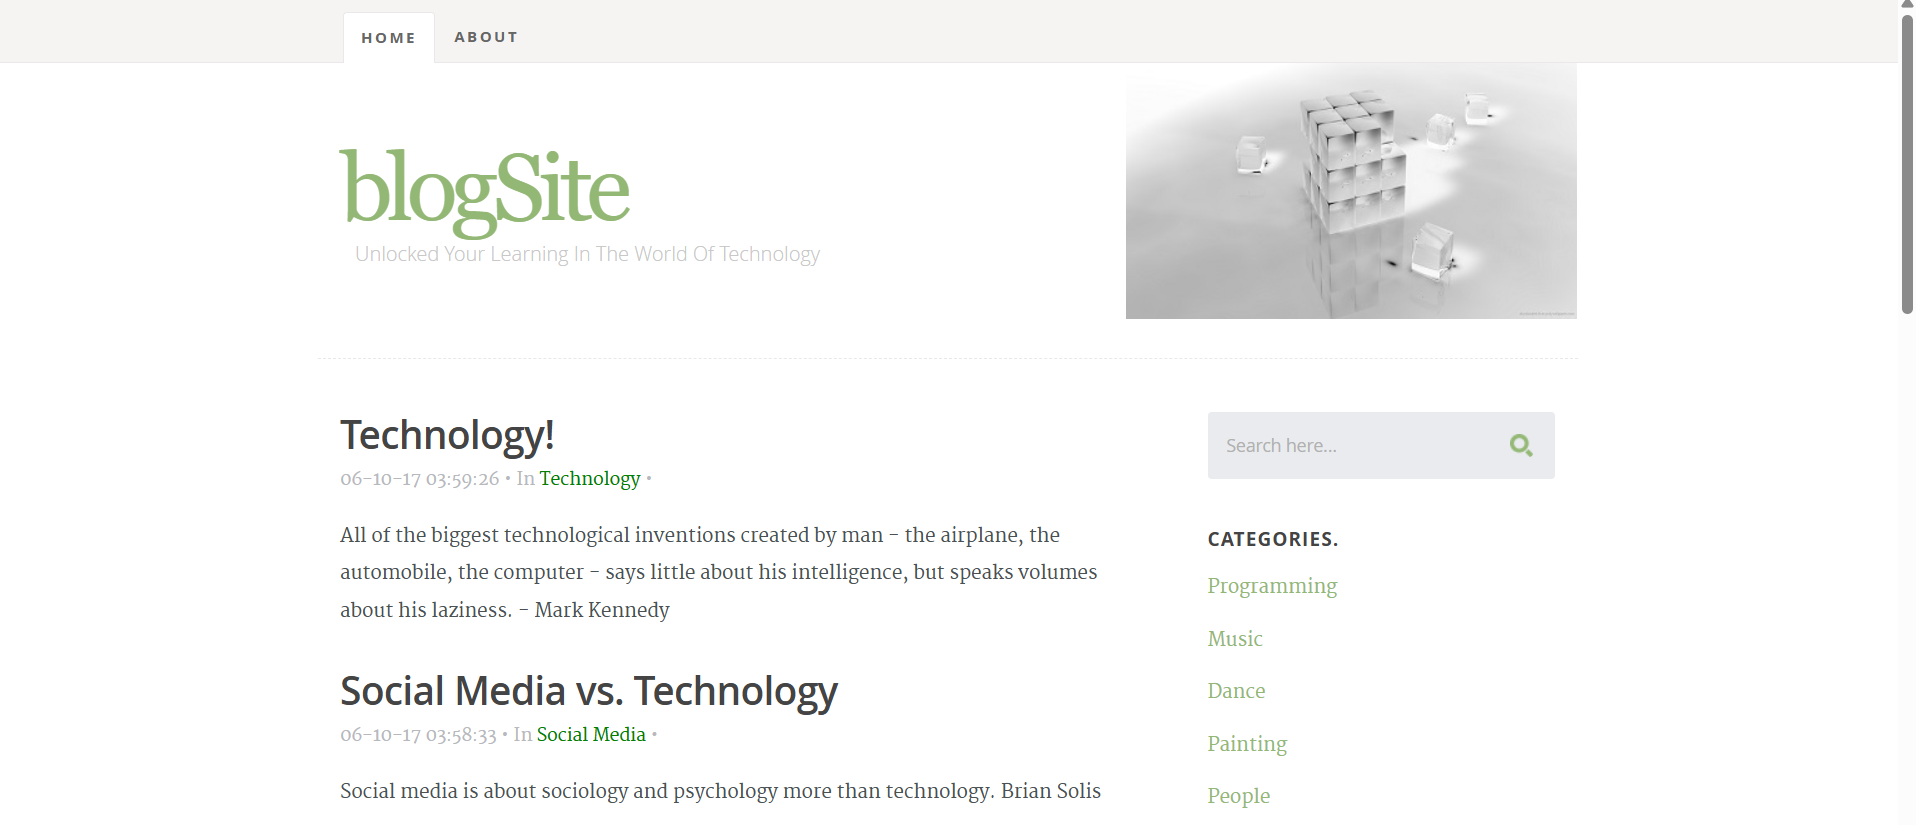 HOME ABOUT
blogSite
Unlocked Your Learning In The World Of Technology
Technology!
06-10-17 03:59:26 • In Technology •
All of the biggest technological inventions created by man - the airplane, the
automobile, the computer - says little about his intelligence, but speaks volumes
about his laziness. - Mark Kennedy
Social Media vs. Technology
06-10-17 03:58:33 • In Social Media •
Social media is about sociology and psychology more than technology. Brian Solis
Search here...
CATEGORIES.
Programming
Music
Dance
Painting
People